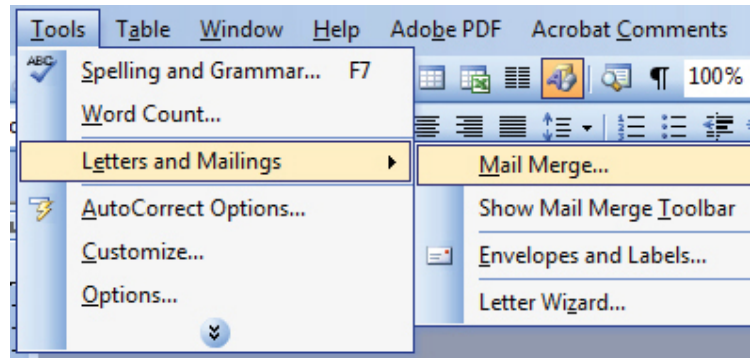 Tools Table Window Help Adobe PDF Acrobat Comments
ABC Spelling and Grammar... F7
100%
Word Count...
Letters and Mailings
Mail Merge...
AutoCorrect Options...
Show Mail Merge Toolbar
Customize...
Envelopes and Labels...
Options...
Letter Wizard...